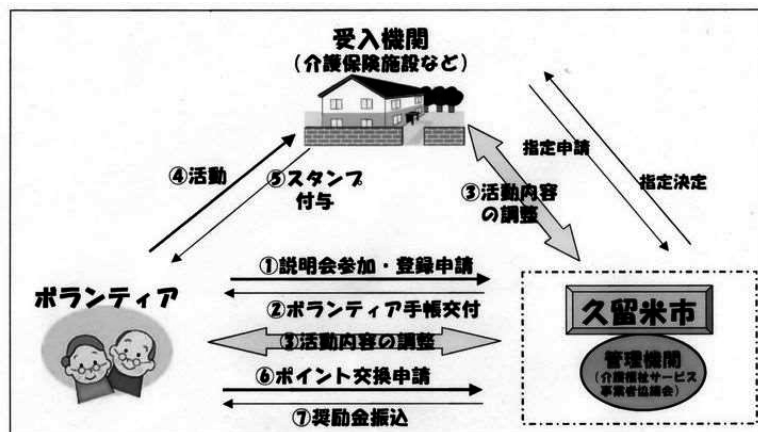 受入機関
(介護保険施設など)
④活動
⑤スタンプ
付与
③活動内容
の調整
指定申請
指定決定
①説明会参加・登録申請
ボランティア
②ボランティア手帳交付
③活動内容の調整
⑥ポイント交換申請
⑦奨励金振込
久留米市
管理機関
(介護福祉サービス
事業者協議会)